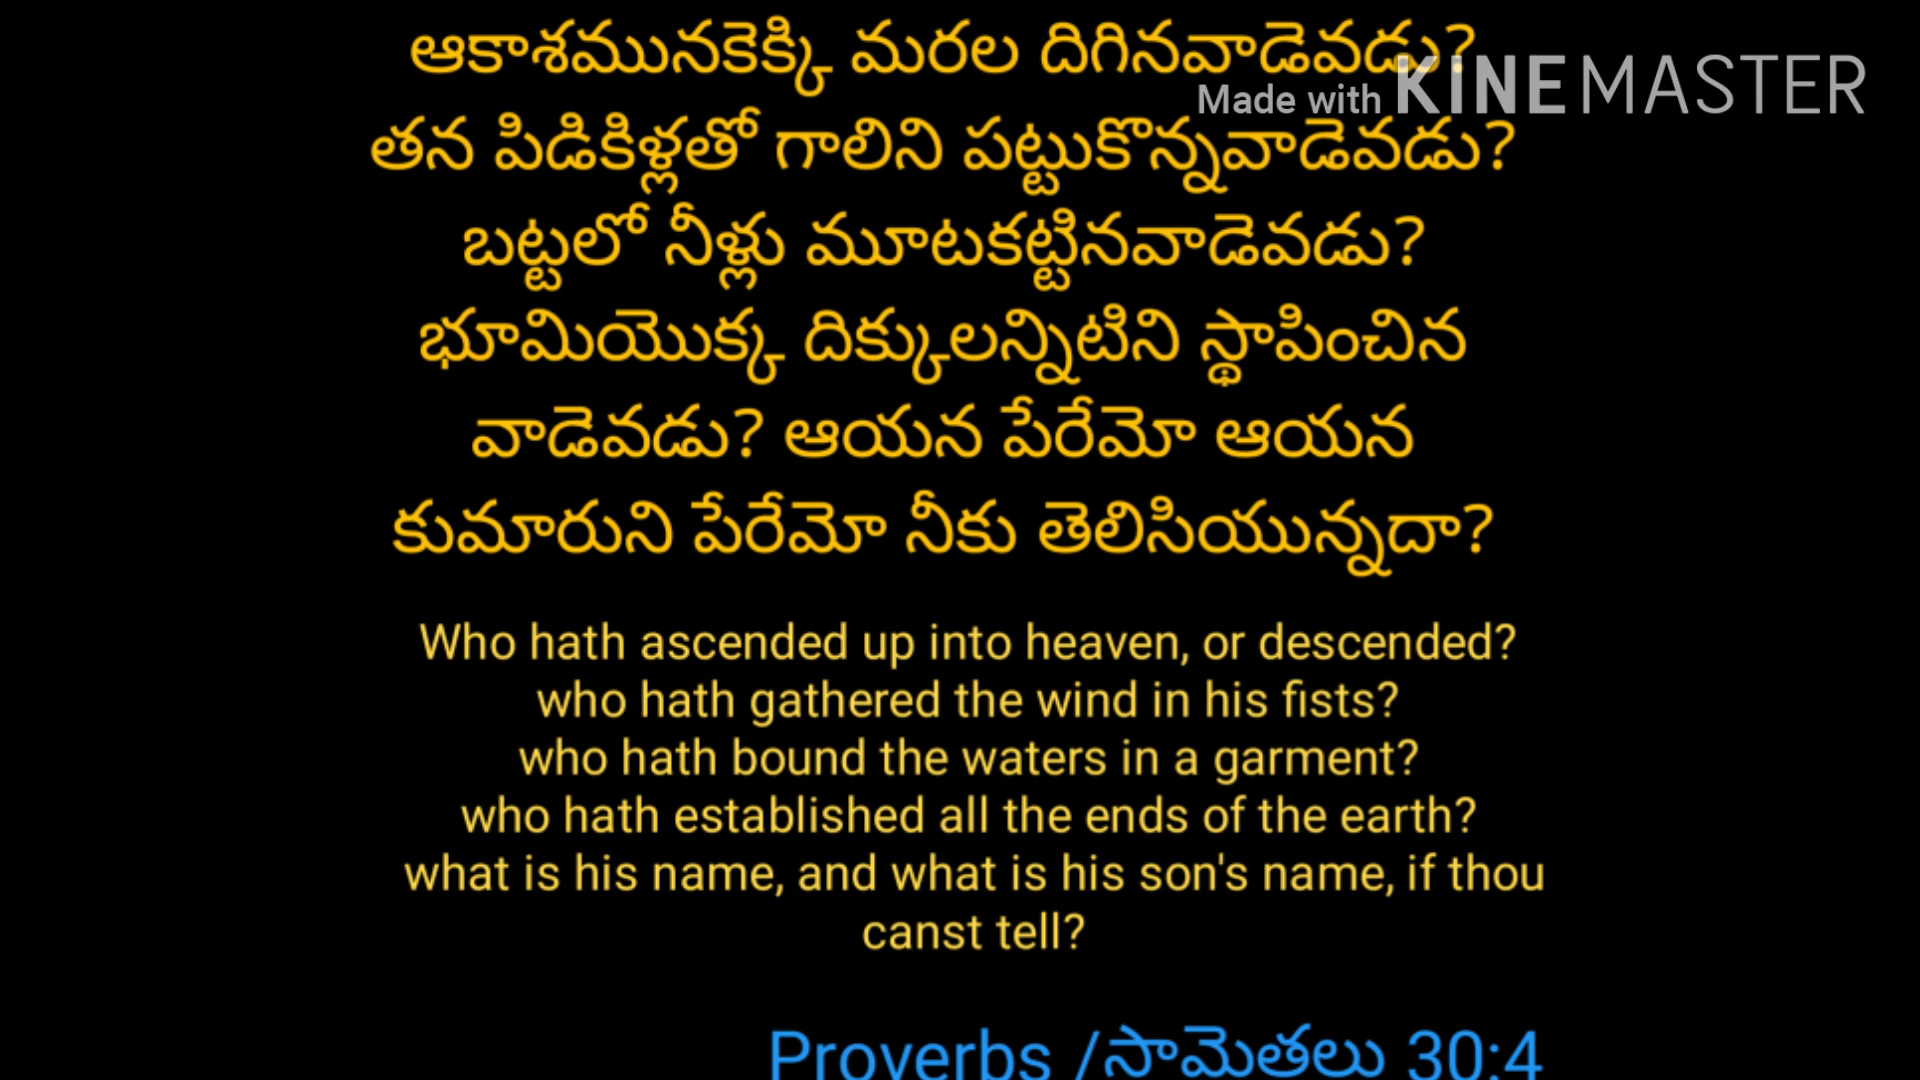 ఆకాశమునకెక్కి మరల దిగినవాడెవడు?
Made with KINEMASTER
తన పిడికిళ్లతో గాలిని పట్టుకొన్నవాడెవడు?
బట్టలో నీళ్లు మూటకట్టినవాడెవడు?
భూమియొక్క దిక్కులన్నిటిని స్థాపించిన
వాడెవడు? ఆయన పేరేమో ఆయన
కుమారుని పేరేమో నీకు తెలిసియున్నదా?
Who hath ascended up into heaven, or descended?
who hath gathered the wind in his fists?
who hath bound the waters in a garment?
who hath established all the ends of the earth?
what is his name, and what is his son's name, if thou
canst tell?
Proverbs /సామెతలు 30:4